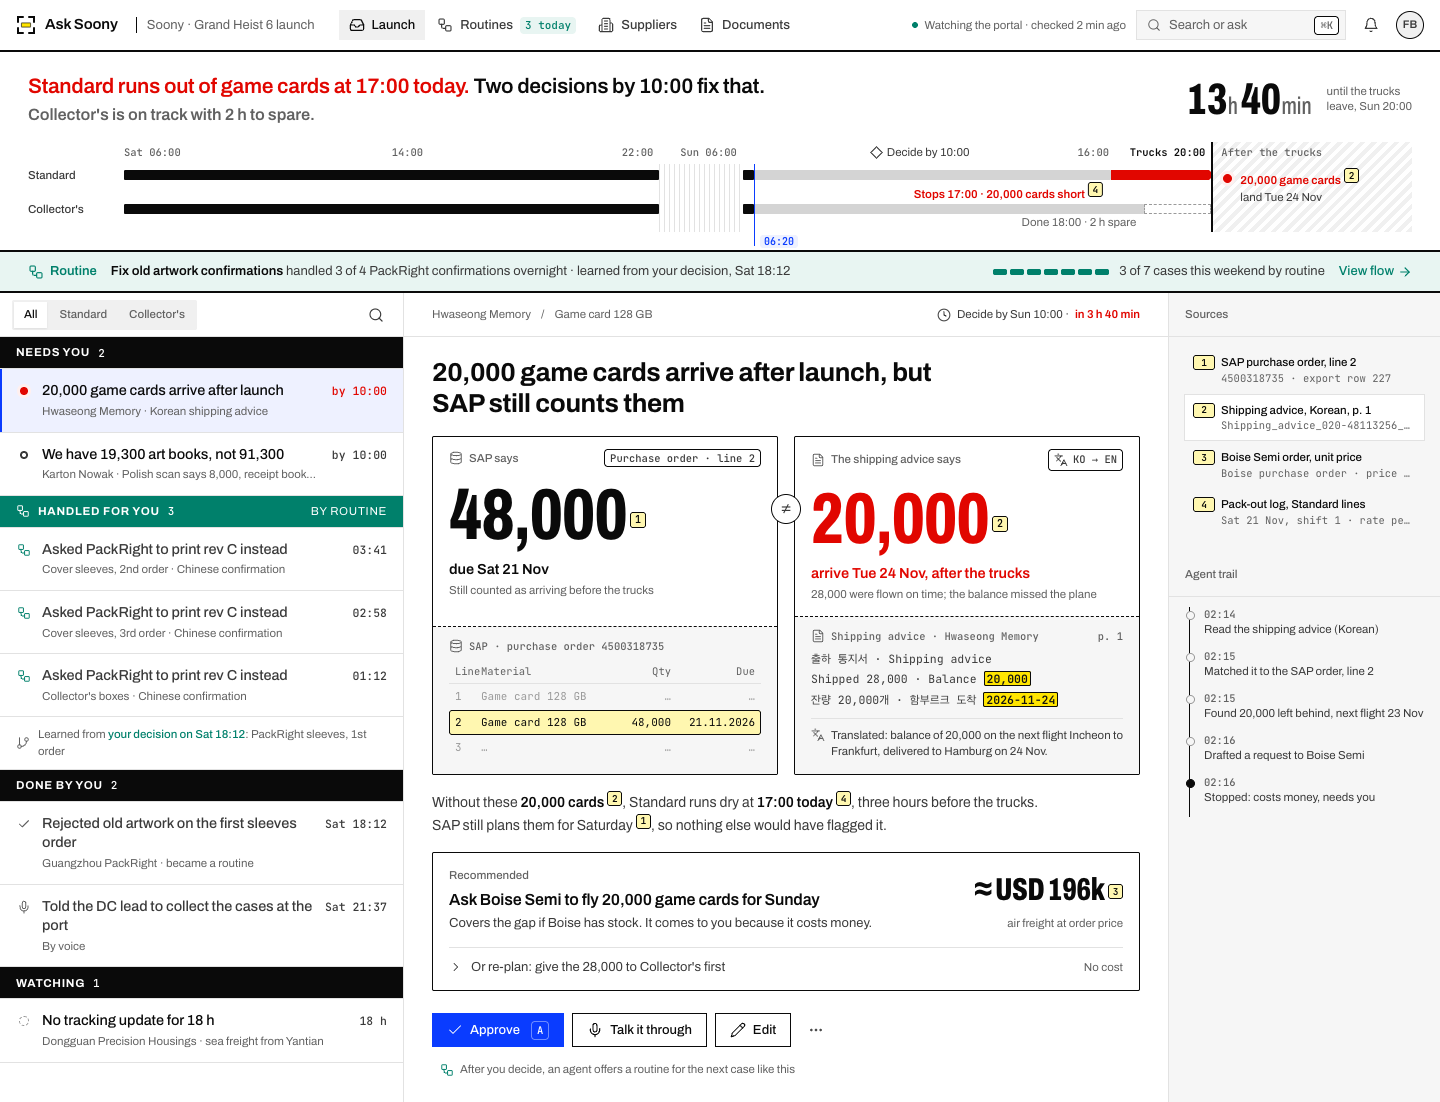 Ask Soony
Soony · Grand Heist 6 launch
Launch
Routines 3 today
Suppliers
Documents
Watching the portal · checked 2 min ago
Search or ask ⌘K
FB
Standard runs out of game cards at 17:00 today. Two decisions by 10:00 fix that.
Collector's is on track with 2 h to spare.
13h 40min
until the trucks
leave, Sun 20:00
Sat 06:00 14:00 22:00 Sun 06:00 Decide by 10:00 16:00 Trucks 20:00 After the trucks
Standard
Stops 17:00 · 20,000 cards short 4
20,000 game cards 2
land Tue 24 Nov
Collector's
Done 18:00 · 2 h spare
06:20
Routine Fix old artwork confirmations handled 3 of 4 PackRight confirmations overnight · learned from your decision, Sat 18:12
3 of 7 cases this weekend by routine View flow →
All Standard Collector's
NEEDS YOU 2
20,000 game cards arrive after launch by 10:00
Hwaseong Memory · Korean shipping advice
We have 19,300 art books, not 91,300 by 10:00
Karton Nowak · Polish scan says 8,000, receipt book…
HANDLED FOR YOU 3 BY ROUTINE
Asked PackRight to print rev C instead 03:41
Cover sleeves, 2nd order · Chinese confirmation
Asked PackRight to print rev C instead 02:58
Cover sleeves, 3rd order · Chinese confirmation
Asked PackRight to print rev C instead 01:12
Collector's boxes · Chinese confirmation
Learned from your decision on Sat 18:12: PackRight sleeves, 1st
order
DONE BY YOU 2
Rejected old artwork on the first sleeves Sat 18:12
order
Guangzhou PackRight · became a routine
Told the DC lead to collect the cases at the Sat 21:37
port
By voice
WATCHING 1
No tracking update for 18 h 18 h
Dongguan Precision Housings · sea freight from Yantian
Hwaseong Memory / Game card 128 GB
Decide by Sun 10:00 · in 3 h 40 min
20,000 game cards arrive after launch, but
SAP still counts them
SAP says Purchase order · line 2
48,000 1
due Sat 21 Nov
Still counted as arriving before the trucks
SAP · purchase order 4500318735
Line Material Qty Due
1 Game card 128 GB … …
2 Game card 128 GB 48,000 21.11.2026
3 … … …
≠
The shipping advice says KO → EN
20,000 2
arrive Tue 24 Nov, after the trucks
28,000 were flown on time; the balance missed the plane
Shipping advice · Hwaseong Memory p. 1
출하 통지서 · Shipping advice
Shipped 28,000 · Balance 20,000
잔량 20,000개 · 함부르크 도착 2026-11-24
Translated: balance of 20,000 on the next flight Incheon to
Frankfurt, delivered to Hamburg on 24 Nov.
Without these 20,000 cards 2, Standard runs dry at 17:00 today 4, three hours before the trucks.
SAP still plans them for Saturday 1, so nothing else would have flagged it.
Recommended
Ask Boise Semi to fly 20,000 game cards for Sunday
Covers the gap if Boise has stock. It comes to you because it costs money.
≈ USD 196k 3
air freight at order price
Or re-plan: give the 28,000 to Collector's first No cost
Approve A
Talk it through
Edit
After you decide, an agent offers a routine for the next case like this
Sources
1 SAP purchase order, line 2
4500318735 · export row 227
2 Shipping advice, Korean, p. 1
Shipping_advice_020-48113256_…
3 Boise Semi order, unit price
Boise purchase order · price …
4 Pack-out log, Standard lines
Sat 21 Nov, shift 1 · rate pe…
Agent trail
02:14
Read the shipping advice (Korean)
02:15
Matched it to the SAP order, line 2
02:15
Found 20,000 left behind, next flight 23 Nov
02:16
Drafted a request to Boise Semi
02:16
Stopped: costs money, needs you